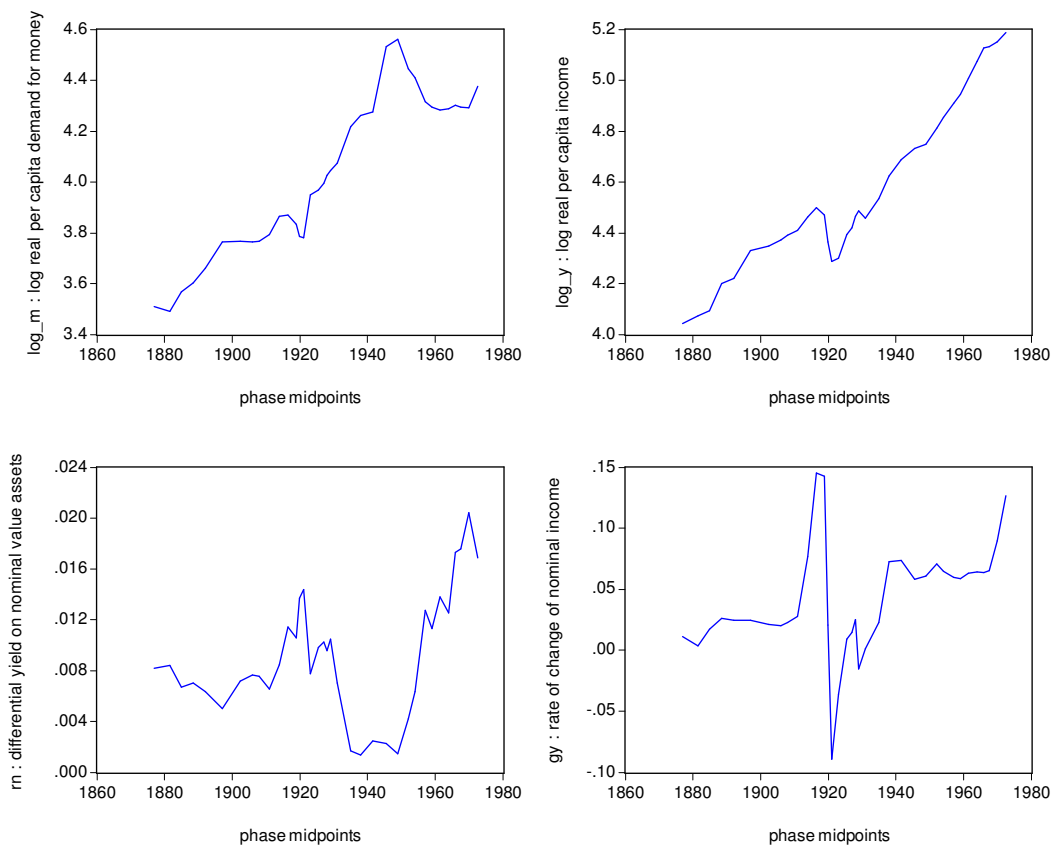 log_m : log real per capita demand for money
4.6
4.4
4.2
4.0
3.8
3.6
3.4
1860 1880 1900 1920 1940 1960 1980
phase midpoints
log_y : log real per capita income
5.2
5.0
4.8
4.6
4.4
4.2
4.0
1860 1880 1900 1920 1940 1960 1980
phase midpoints
rn : differential yield on nominal value assets
.024
.020
.016
.012
.008
.004
.000
1860 1880 1900 1920 1940 1960 1980
phase midpoints
gy : rate of change of nominal income
.15
.10
.05
.00
-.05
-.10
1860 1880 1900 1920 1940 1960 1980
phase midpoints